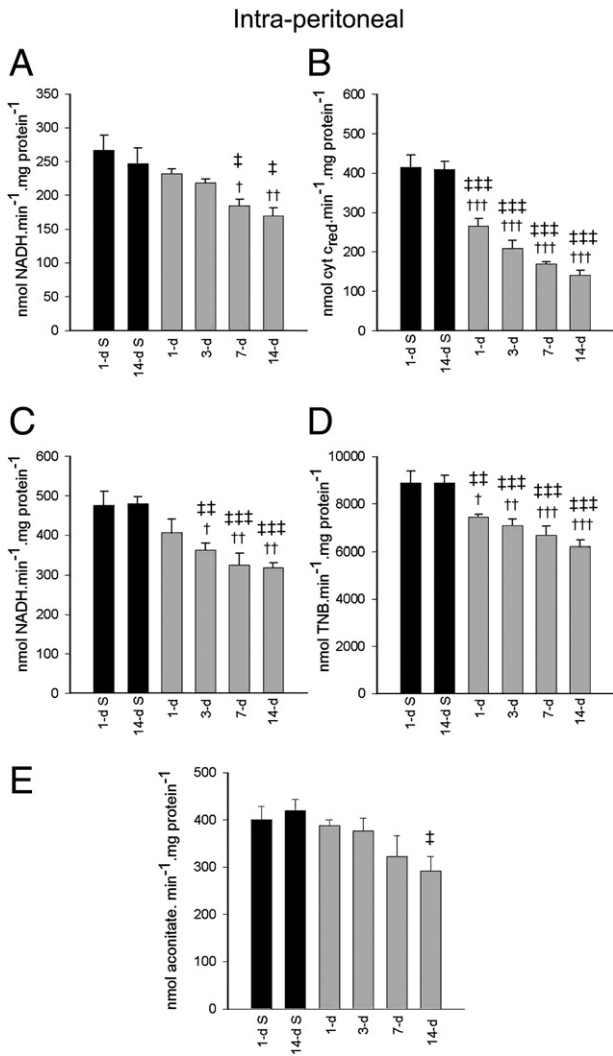 Intra-peritoneal
A
nmol NADH.min⁻¹.mg protein⁻¹
350
300
250
200
150
100
50
0
‡ ‡
† ††
1-d S 14-d S 1-d 3-d 7-d 14-d
B
nmol cyt c_red.min⁻¹.mg protein⁻¹
600
500
400
300
200
100
0
‡‡‡ ‡‡‡ ‡‡‡ ‡‡‡
††† ††† ††† †††
1-d S 14-d S 1-d 3-d 7-d 14-d
C
nmol NADH.min⁻¹.mg protein⁻¹
600
500
400
300
200
100
0
‡‡ ‡‡‡ ‡‡‡
† †† ††
1-d S 14-d S 1-d 3-d 7-d 14-d
D
nmol TNB.min⁻¹.mg protein⁻¹
10000
8000
6000
4000
2000
0
‡‡ ‡‡‡ ‡‡‡ ‡‡‡
† †† ††† †††
1-d S 14-d S 1-d 3-d 7-d 14-d
E
nmol aconitate. min⁻¹.mg protein⁻¹
500
400
300
200
100
0
‡
1-d S 14-d S 1-d 3-d 7-d 14-d